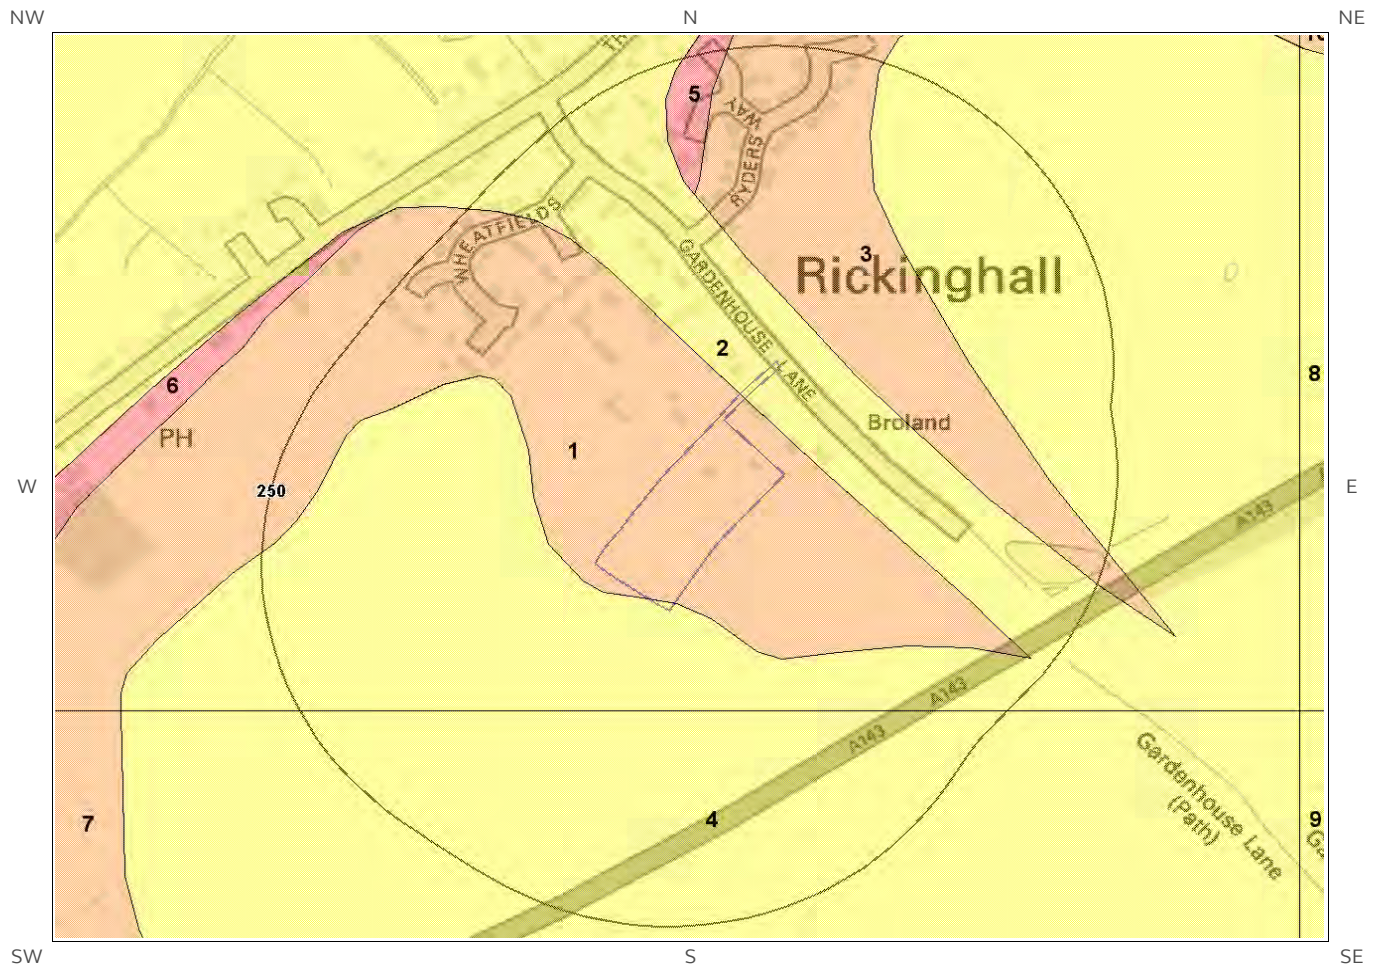 NW
N
NE
5
WAY
RYDERS
WHEATFIELDS
GARDENHOUSE LANE
3
Rickinghall
2
6
8
PH
1
Broland
W
250
E
A143
A143
A143
7
4
9
Gardenhouse Lane
(Path)
SW
S
SE